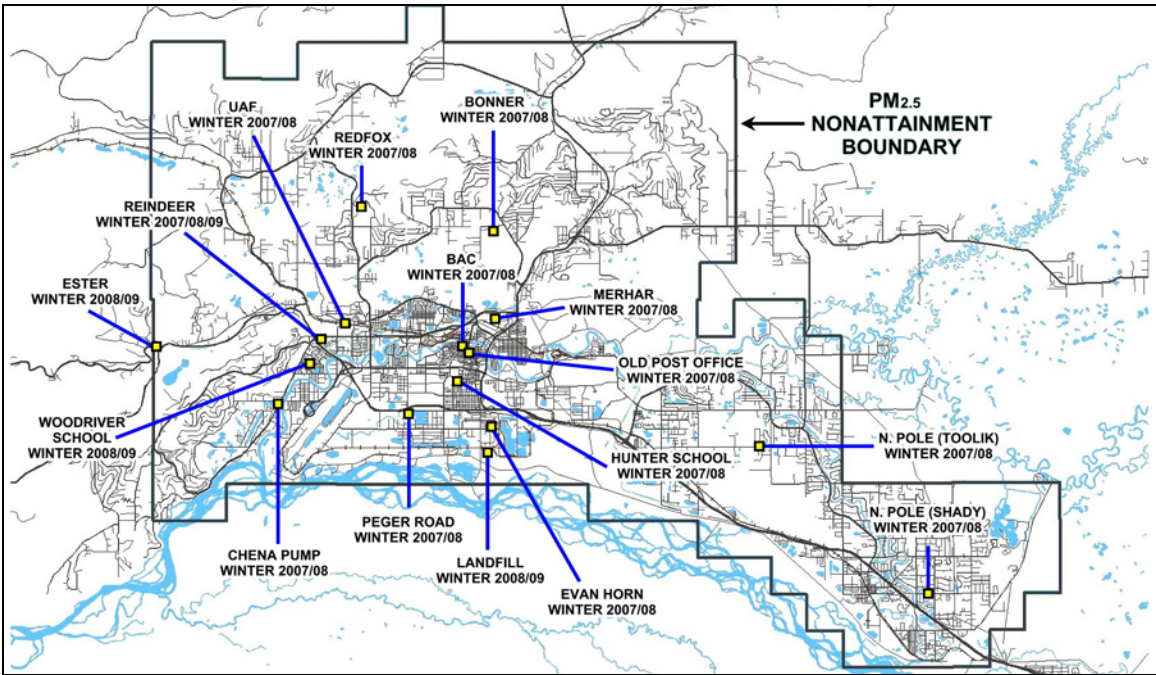 PM2.5
NONATTAINMENT
BOUNDARY
UAF
WINTER 2007/08
BONNER
WINTER 2007/08
REDFOX
WINTER 2007/08
REINDEER
WINTER 2007/08/09
BAC
WINTER 2007/08
ESTER
WINTER 2008/09
MERHAR
WINTER 2007/08
OLD POST OFFICE
WINTER 2007/08
WOODRIVER
SCHOOL
WINTER 2008/09
N. POLE (TOOLIK)
WINTER 2007/08
HUNTER SCHOOL
WINTER 2007/08
N. POLE (SHADY)
WINTER 2007/08
PEGER ROAD
WINTER 2007/08
CHENA PUMP
WINTER 2007/08
LANDFILL
WINTER 2008/09
EVAN HORN
WINTER 2007/08